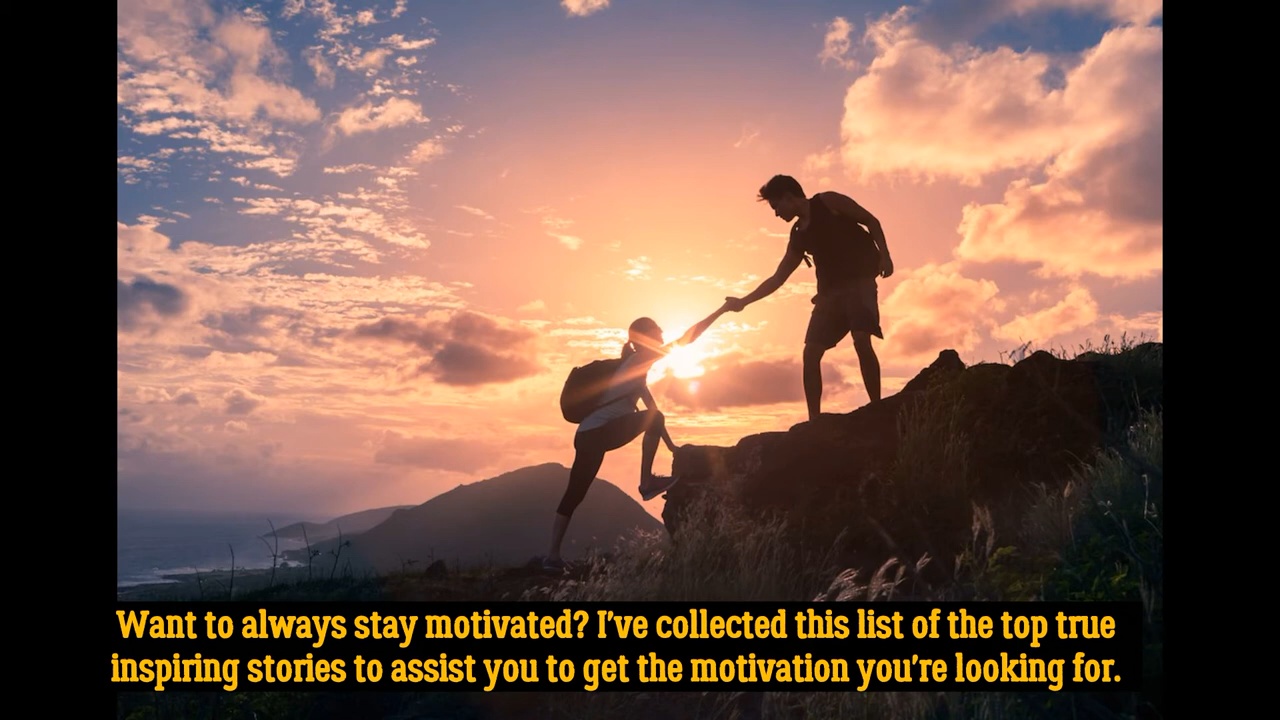 Want to always stay motivated? I've collected this list of the top true
inspiring stories to assist you to get the motivation you're looking for.